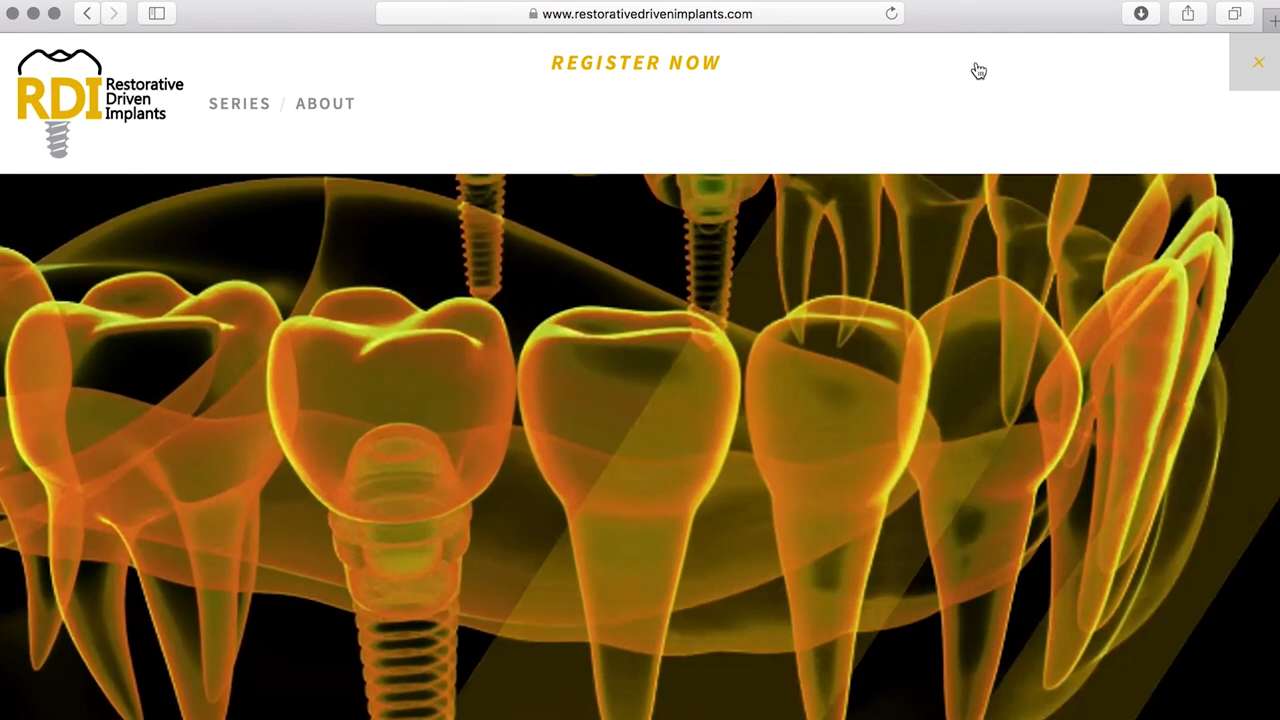 www.restorativedrivenimplants.com
REGISTER NOW
RDI Restorative
Driven
Implants
SERIES / ABOUT